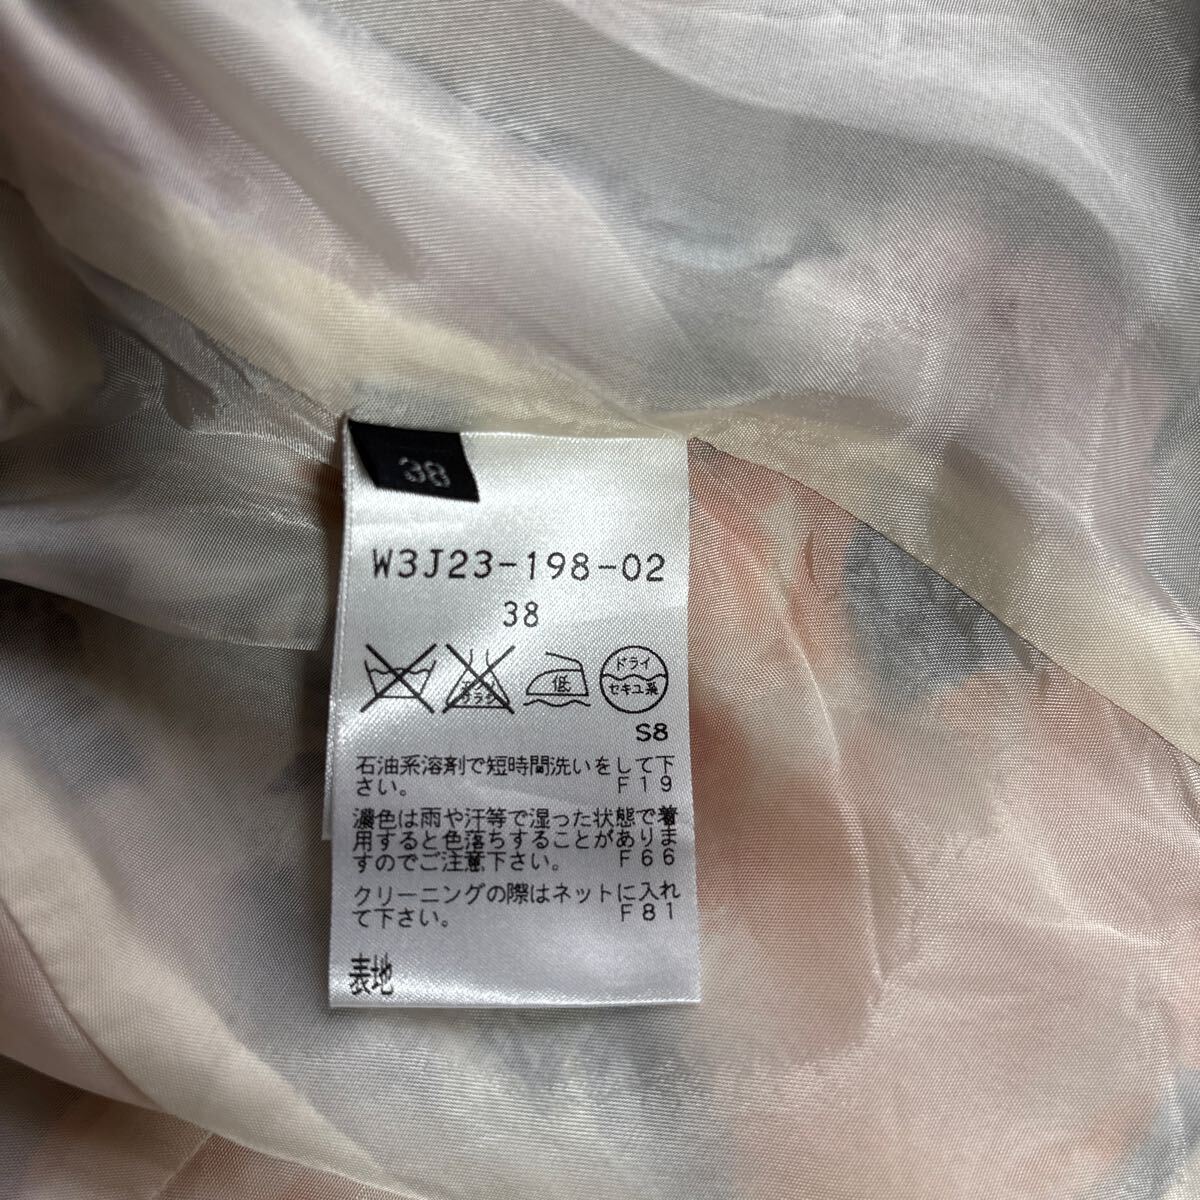 38
W3J23-198-02
38
低
ドライ
セキユ系
S8
石油系溶剤で短時間洗いをして下
さい。 F19
濃色は雨や汗等で湿った状態で着
用すると色落ちすることがありま
すのでご注意下さい。 F66
クリーニングの際はネットに入れ
て下さい。 F81
表地